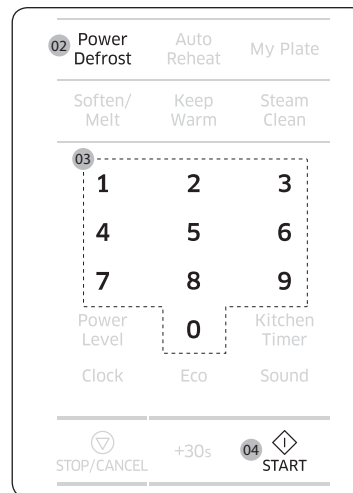 02 Power Defrost Auto Reheat My Plate
Soften/ Melt Keep Warm Steam Clean
03
1 2 3
4 5 6
7 8 9
Power Level 0 Kitchen Timer
Clock Eco Sound
STOP/CANCEL +30s 04 START